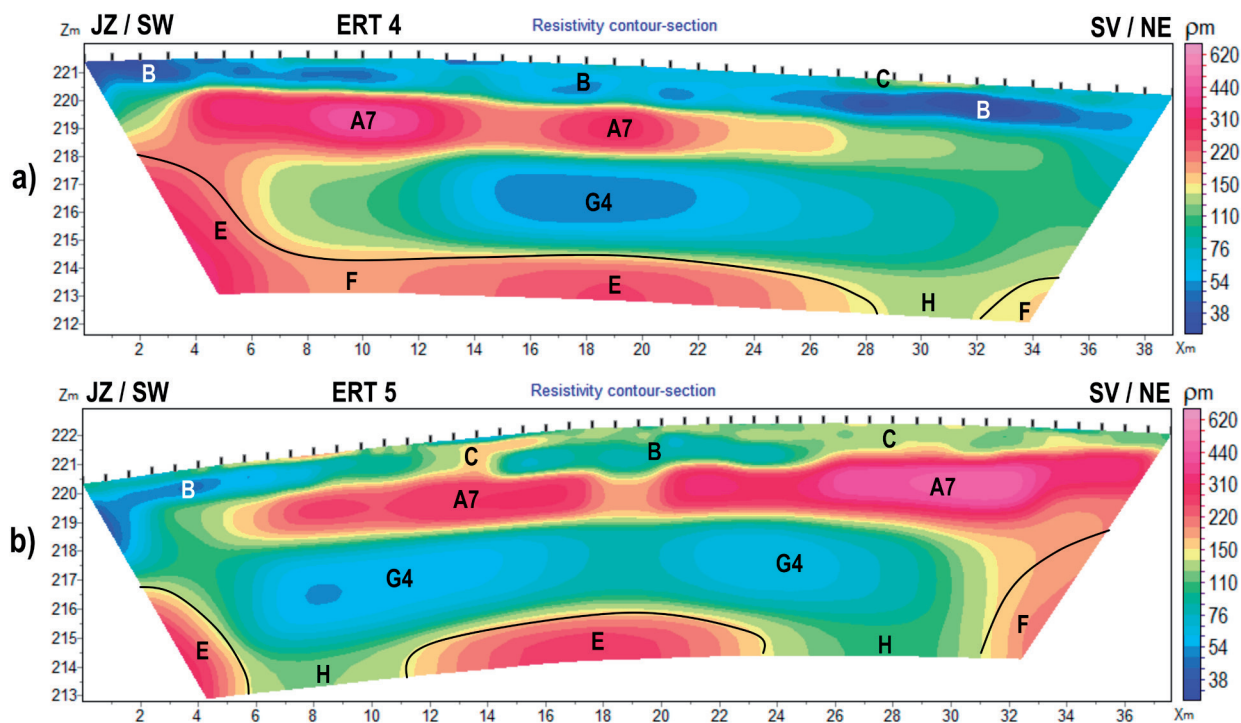 JZ / SW ERT 4 Resistivity contour-section SV / NE ρm
Zm
a)
221
220
219
218
217
216
215
214
213
212
B B C B
A7 A7
G4
E F E H F
620
310
220
150
110
76
54
38
2 4 6 8 10 12 14 16 18 20 22 24 26 28 30 32 34 36 Xm
JZ / SW ERT 5 Resistivity contour-section SV / NE ρm
Zm
b)
222
221
220
219
218
217
216
215
214
213
B C B C
A7 A7
G4 G4
E H E H F
620
310
220
150
110
76
54
38
2 4 6 8 10 12 14 16 18 20 22 24 26 28 30 32 34 36 Xm